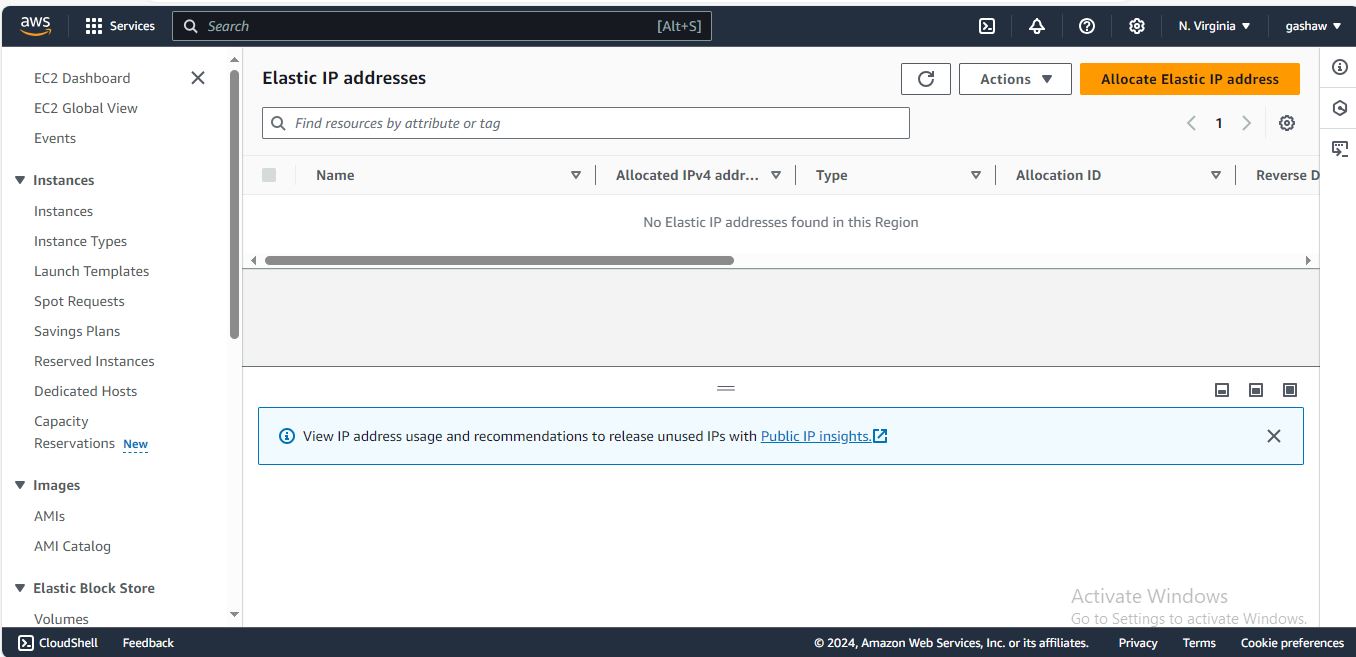 aws
Services
Search [Alt+S]
N. Virginia
gashaw
EC2 Dashboard
EC2 Global View
Events
Instances
Instances
Instance Types
Launch Templates
Spot Requests
Savings Plans
Reserved Instances
Dedicated Hosts
Capacity
Reservations New
Images
AMIs
AMI Catalog
Elastic Block Store
Volumes
Elastic IP addresses
Actions
Allocate Elastic IP address
Find resources by attribute or tag
1
Name Allocated IPv4 addr... Type Allocation ID Reverse D
No Elastic IP addresses found in this Region
View IP address usage and recommendations to release unused IPs with Public IP insights.
Activate Windows
Go to Settings to activate Windows.
CloudShell Feedback © 2024, Amazon Web Services, Inc. or its affiliates. Privacy Terms Cookie preferences